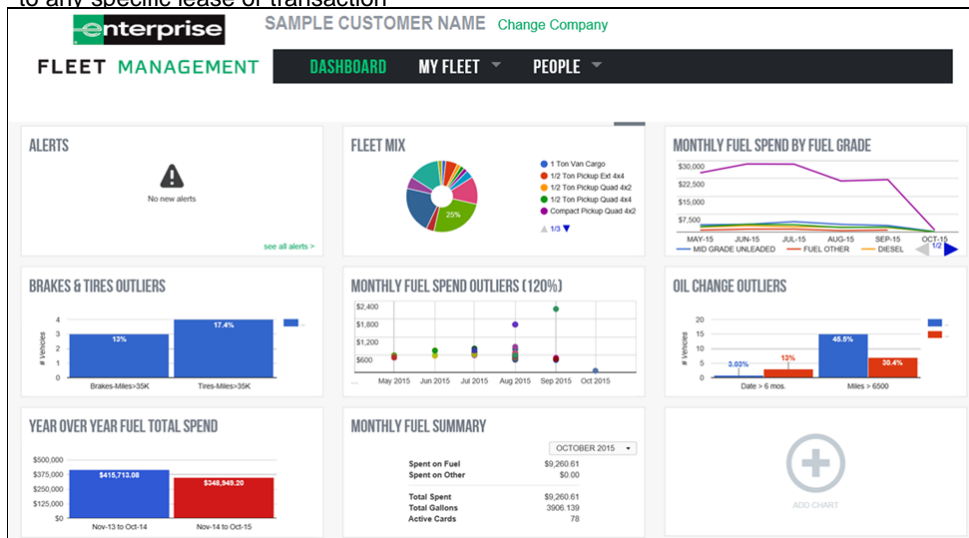 to any specific lease or transaction
enterprise
SAMPLE CUSTOMER NAME Change Company
FLEET MANAGEMENT
DASHBOARD MY FLEET PEOPLE
ALERTS
No new alerts
see all alerts >
FLEET MIX
25%
1 Ton Van Cargo
1/2 Ton Pickup Ext 4x4
1/2 Ton Pickup Quad 4x2
1/2 Ton Pickup Quad 4x4
Compact Pickup Quad 4x2
1/3
MONTHLY FUEL SPEND BY FUEL GRADE
$30,000
$22,500
$15,000
$7,500
MAY-15 JUN-15 JUL-15 AUG-15 SEP-15 OCT-15
MID GRADE UNLEADED FUEL OTHER DIESEL 1/2
BRAKES & TIRES OUTLIERS
# Vehicles
4
3
2
1
0
13%
17.4%
...
Brakes-Miles>35K Tires-Miles>35K
MONTHLY FUEL SPEND OUTLIERS (120%)
$2,400
$1,800
$1,200
$600
... May 2015 Jun 2015 Jul 2015 Aug 2015 Sep 2015 Oct 2015
OIL CHANGE OUTLIERS
# Vehicles
20
15
10
5
0
3.03%
13%
45.5%
30.4%
...
...
Date > 6 mos. Miles > 6500
YEAR OVER YEAR FUEL TOTAL SPEND
$500,000
$375,000
$250,000
$125,000
$0
$415,713.08
$348,949.20
Nov-13 to Oct-14 Nov-14 to Oct-15
MONTHLY FUEL SUMMARY
OCTOBER 2015
Spent on Fuel $9,260.61
Spent on Other $0.00
Total Spent $9,260.61
Total Gallons 3906.139
Active Cards 78
ADD CHART